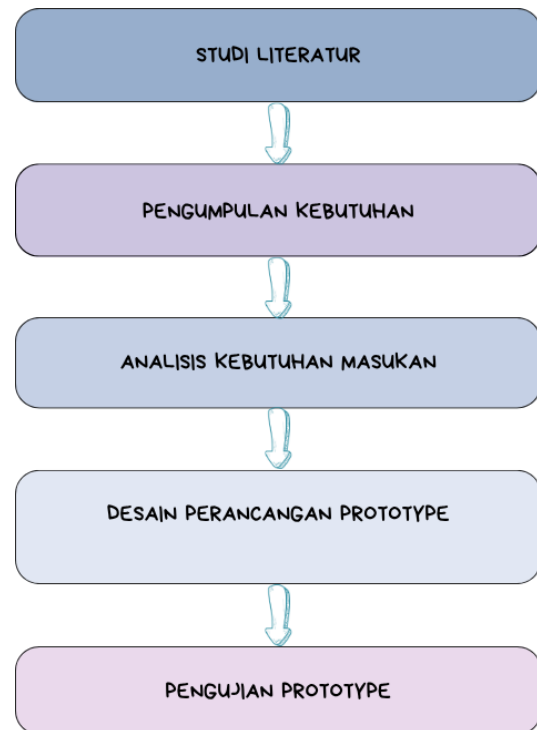 STUDI LITERATUR
PENGUMPULAN KEBUTUHAN
ANALISIS KEBUTUHAN MASUKAN
DESAIN PERANCANGAN PROTOTYPE
PENGUJIAN PROTOTYPE